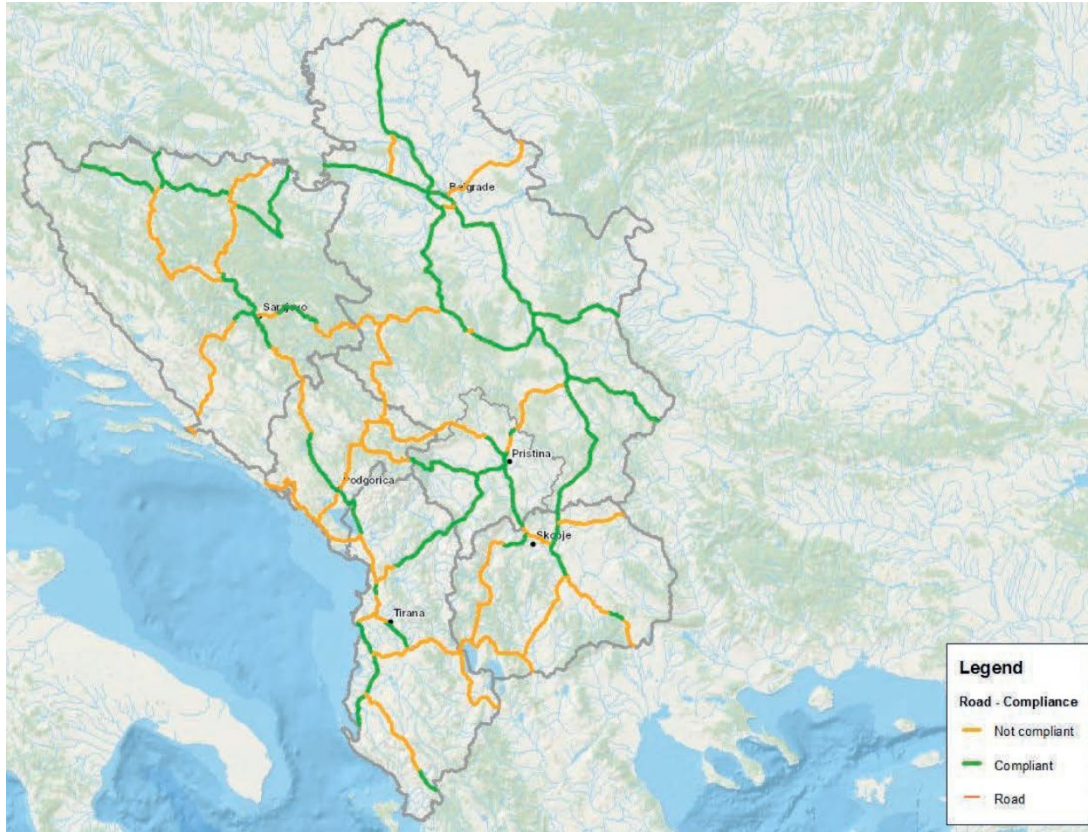 Belgrade
Sarajevo
Pristina
Podgorica
Skopje
Tirana
Legend
Road - Compliance
Not compliant
Compliant
Road